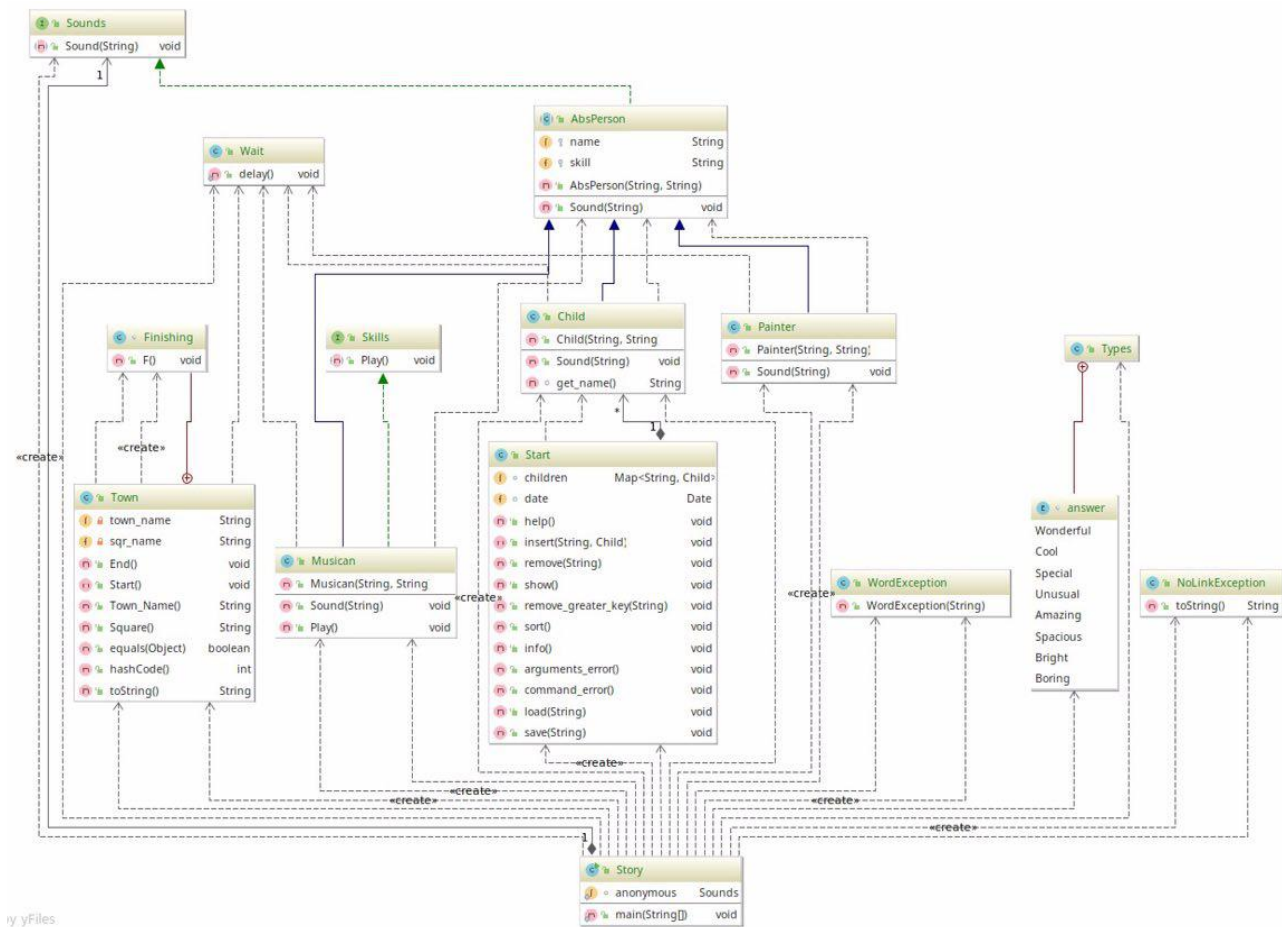 Sounds
Sound(String) void
1
AbsPerson
name String
skill String
AbsPerson(String, String)
Sound(String) void
Wait
delay() void
Finishing
F() void
Skills
Play() void
Child
Child(String, String
Sound(String) void
get_name() String
Painter
Painter(String, String)
Sound(String) void
Types
*
1
«create»
«create»
Town
town_name String
sqr_name String
End() void
Start() void
Town_Name() String
Square() String
equals(Object) boolean
hashCode() int
toString() String
Musican
Musican(String, String
Sound(String) void
Play() void
«create»
Start
children Map<String, Child>
date Date
help() void
insert(String, Child) void
remove(String) void
show() void
remove_greater_key(String) void
sort() void
info() void
arguments_error() void
command_error() void
load(String) void
save(String) void
«create»
WordException
WordException(String)
answer
Wonderful
Cool
Special
Unusual
Amazing
Spacious
Bright
Boring
NoLinkException
toString() String
«create»
«create»
«create»
«create»
«create»
1
Story
anonymous Sounds
main(String[]) void
by yFiles